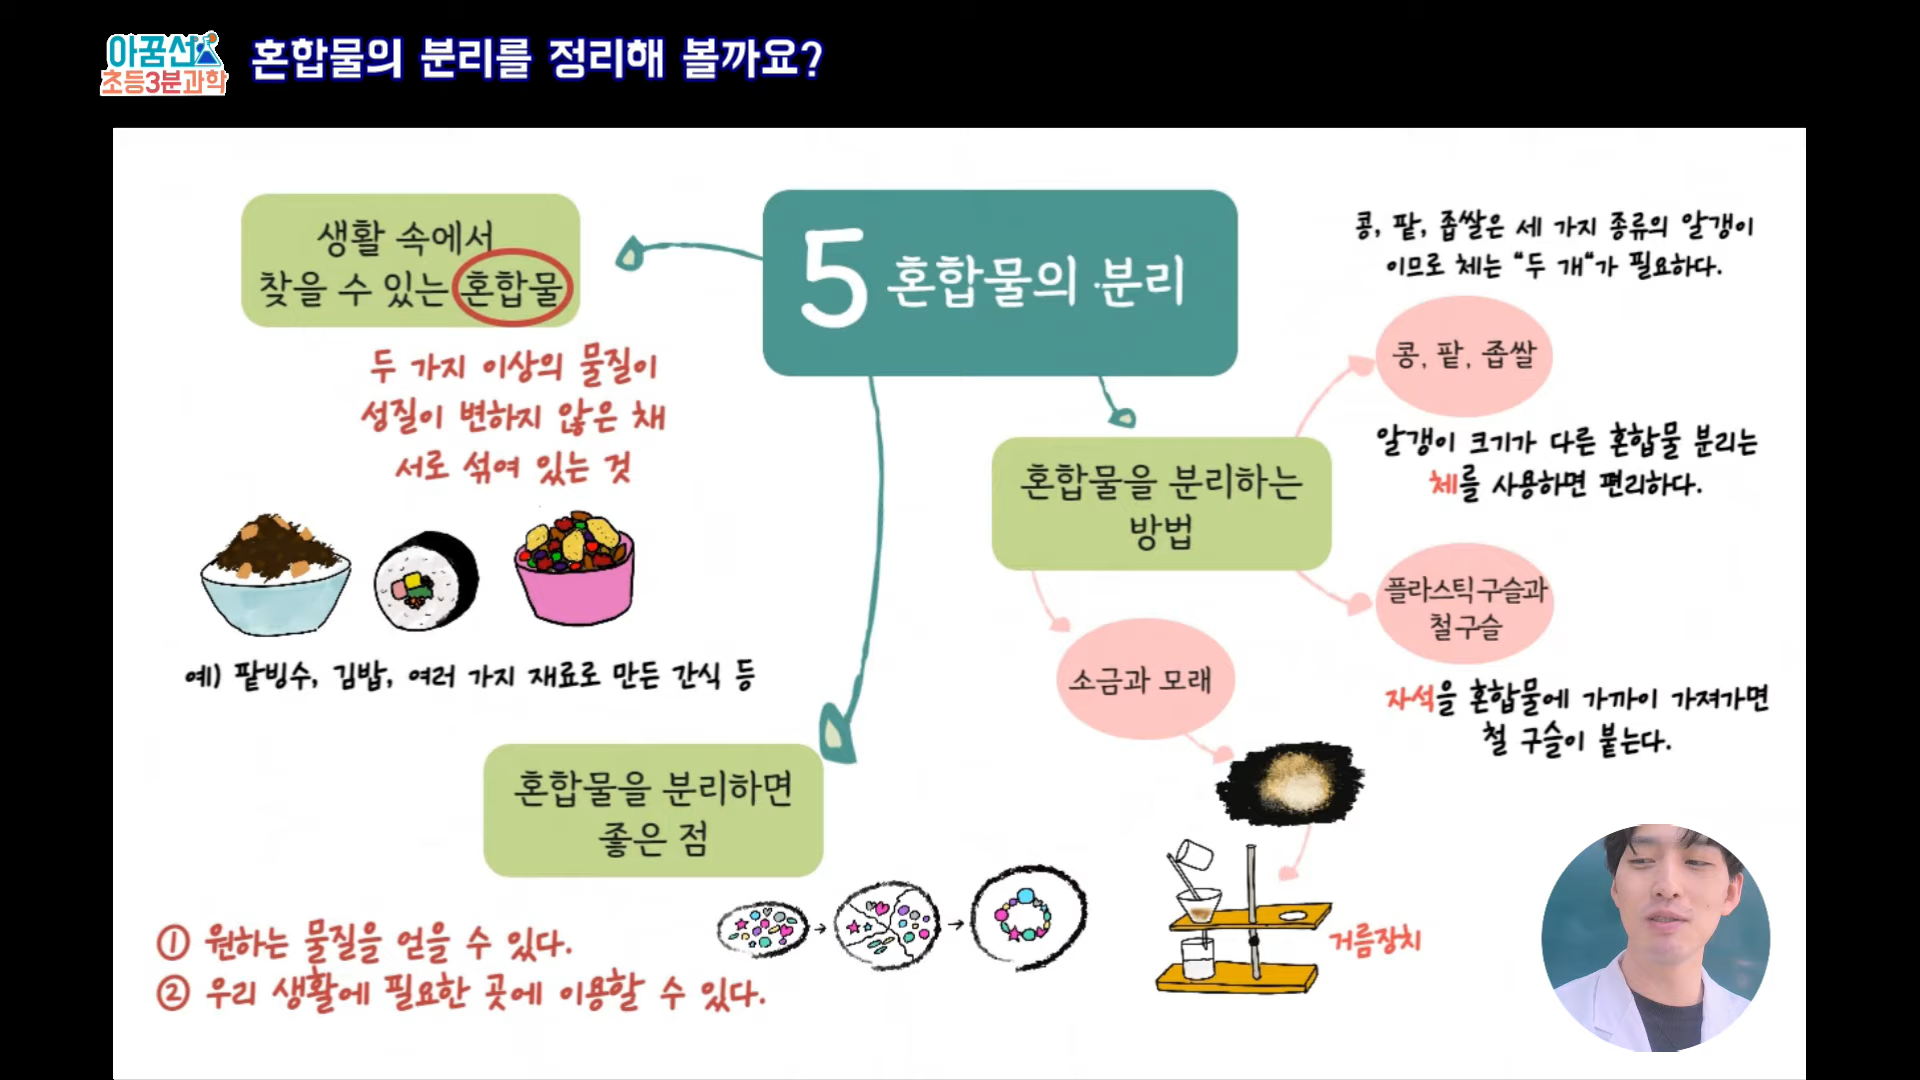 아꿈선
초등3분과학
혼합물의 분리를 정리해 볼까요?
5 혼합물의 분리
생활 속에서
찾을 수 있는 혼합물
두 가지 이상의 물질이
성질이 변하지 않은 채
서로 섞여 있는 것
예) 팥빙수, 김밥, 여러 가지 재료로 만든 간식 등
혼합물을 분리하면
좋은 점
① 원하는 물질을 얻을 수 있다.
② 우리 생활에 필요한 곳에 이용할 수 있다.
혼합물을 분리하는
방법
콩, 팥, 좁쌀은 세 가지 종류의 알갱이
이므로 체는 “두 개“가 필요하다.
콩, 팥, 좁쌀
알갱이 크기가 다른 혼합물 분리는
체를 사용하면 편리하다.
플라스틱구슬과
철구슬
자석을 혼합물에 가까이 가져가면
철 구슬이 붙는다.
소금과 모래
거름장치